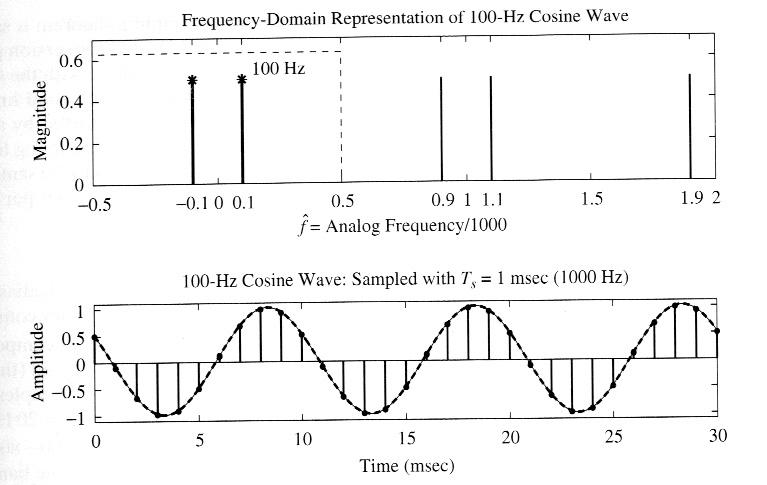 Frequency-Domain Representation of 100-Hz Cosine Wave
0.6
0.4
0.2
0
Magnitude
100 Hz
−0.5 −0.1 0 0.1 0.5 0.9 1 1.1 1.5 1.9 2
f̂ = Analog Frequency/1000
100-Hz Cosine Wave: Sampled with Tₛ = 1 msec (1000 Hz)
1
0.5
0
−0.5
−1
Amplitude
0 5 10 15 20 25 30
Time (msec)